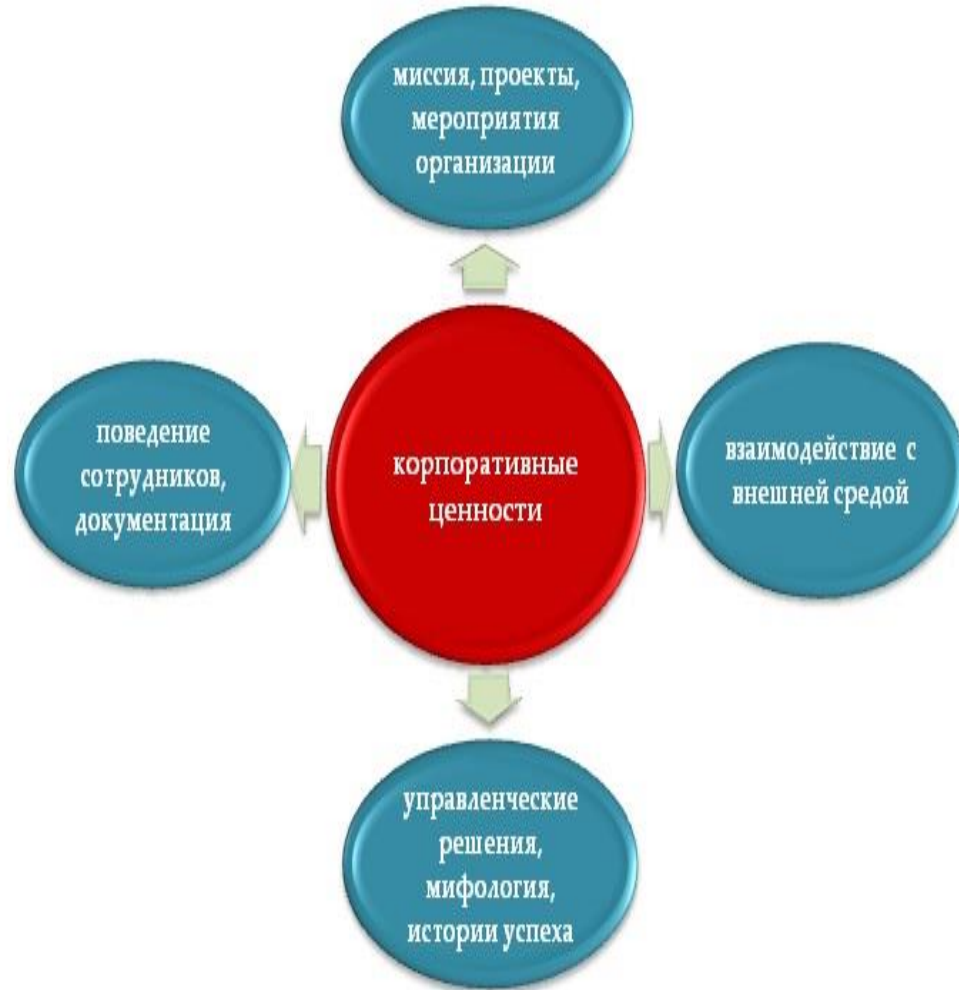 миссия, проекты,
мероприятия
организации
поведение
сотрудников,
документация
корпоративные
ценности
взаимодействие с
внешней средой
управленческие
решения,
мифология,
истории успеха